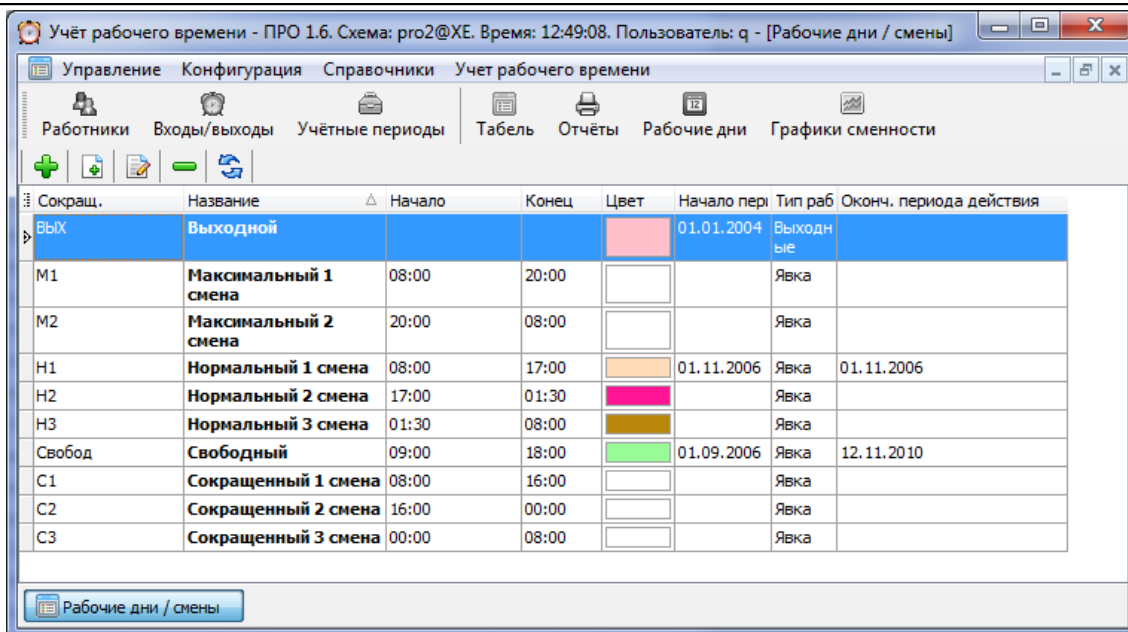 Учёт рабочего времени - ПРО 1.6. Схема: pro2@XE. Время: 12:49:08. Пользователь: q - [Рабочие дни / смены]
Управление Конфигурация Справочники Учет рабочего времени
Работники Входы/выходы Учётные периоды Табель Отчёты Рабочие дни Графики сменности
Сокращ. Название Начало Конец Цвет Начало пери Тип раб Оконч. периода действия
ВЫХ Выходной 01.01.2004 Выходн
ые
М1 Максимальный 1 08:00 20:00 Явка
смена
М2 Максимальный 2 20:00 08:00 Явка
смена
Н1 Нормальный 1 смена 08:00 17:00 01.11.2006 Явка 01.11.2006
Н2 Нормальный 2 смена 17:00 01:30 Явка
Н3 Нормальный 3 смена 01:30 08:00 Явка
Свобод Свободный 09:00 18:00 01.09.2006 Явка 12.11.2010
С1 Сокращенный 1 смена 08:00 16:00 Явка
С2 Сокращенный 2 смена 16:00 00:00 Явка
С3 Сокращенный 3 смена 00:00 08:00 Явка
Рабочие дни / смены